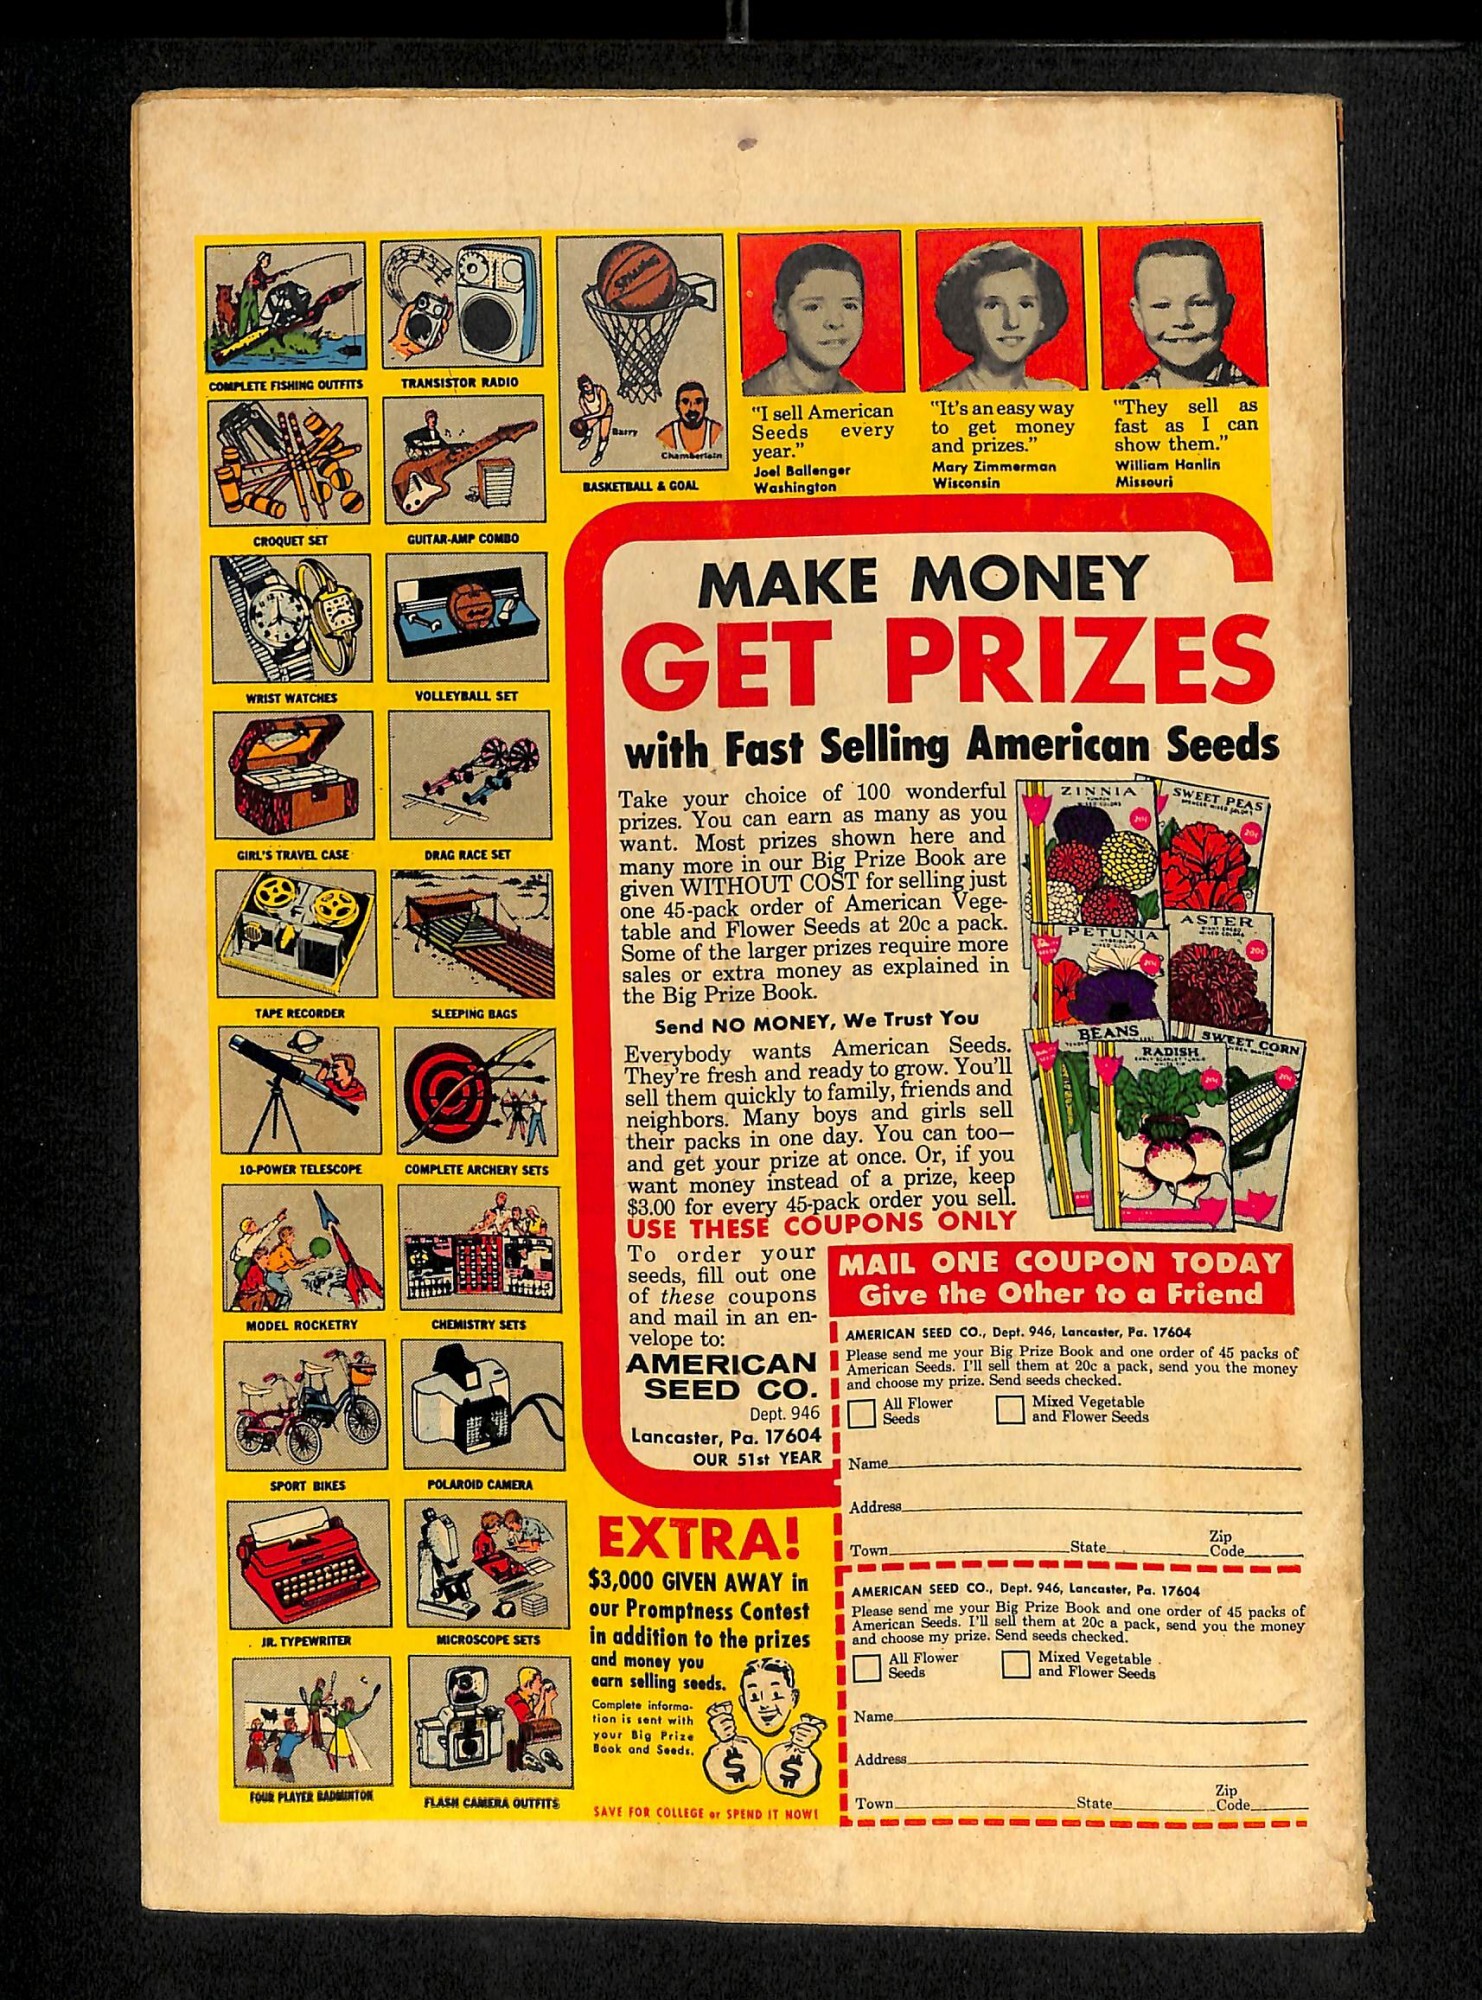 COMPLETE FISHING OUTFITS
TRANSISTOR RADIO
SPALDING
Barry
Chamberlain
BASKETBALL & GOAL
CROQUET SET
GUITAR-AMP COMBO
WRIST WATCHES
VOLLEYBALL SET
GIRL'S TRAVEL CASE
DRAG RACE SET
TAPE RECORDER
SLEEPING BAGS
10-POWER TELESCOPE
COMPLETE ARCHERY SETS
MODEL ROCKETRY
CHEMISTRY SETS
SPORT BIKES
POLAROID CAMERA
JR. TYPEWRITER
MICROSCOPE SETS
FOUR PLAYER BADMINTON
FLASH CAMERA OUTFITS
"I sell American
Seeds every
year."
Joel Ballenger
Washington
"It's an easy way
to get money
and prizes."
Mary Zimmerman
Wisconsin
"They sell as
fast as I can
show them."
William Hanlin
Missouri
MAKE MONEY
GET PRIZES
with Fast Selling American Seeds
Take your choice of 100 wonderful
prizes. You can earn as many as you
want. Most prizes shown here and
many more in our Big Prize Book are
given WITHOUT COST for selling just
one 45-pack order of American Vege-
table and Flower Seeds at 20c a pack.
Some of the larger prizes require more
sales or extra money as explained in
the Big Prize Book.
Send NO MONEY, We Trust You
Everybody wants American Seeds.
They're fresh and ready to grow. You'll
sell them quickly to family, friends and
neighbors. Many boys and girls sell
their packs in one day. You can too—
and get your prize at once. Or, if you
want money instead of a prize, keep
$3.00 for every 45-pack order you sell.
USE THESE COUPONS ONLY
ZINNIA
20c
SWEET PEAS
20c
PETUNIA
20c
ASTER
20c
BEANS
RADISH
20c
SWEET CORN
20c
To order your
seeds, fill out one
of these coupons
and mail in an en-
velope to:
AMERICAN
SEED CO.
Dept. 946
Lancaster, Pa. 17604
OUR 51st YEAR
MAIL ONE COUPON TODAY
Give the Other to a Friend
AMERICAN SEED CO., Dept. 946, Lancaster, Pa. 17604
Please send me your Big Prize Book and one order of 45 packs of
American Seeds. I'll sell them at 20c a pack, send you the money
and choose my prize. Send seeds checked.
All Flower
Seeds
Mixed Vegetable
and Flower Seeds
Name
Address
Town State Zip
Code
EXTRA!
$3,000 GIVEN AWAY in
our Promptness Contest
in addition to the prizes
and money you
earn selling seeds.
Complete informa-
tion is sent with
your Big Prize
Book and Seeds.
$ $
SAVE FOR COLLEGE or SPEND IT NOW!
AMERICAN SEED CO., Dept. 946, Lancaster, Pa. 17604
Please send me your Big Prize Book and one order of 45 packs of
American Seeds. I'll sell them at 20c a pack, send you the money
and choose my prize. Send seeds checked.
All Flower
Seeds
Mixed Vegetable
and Flower Seeds
Name
Address
Town State Zip
Code